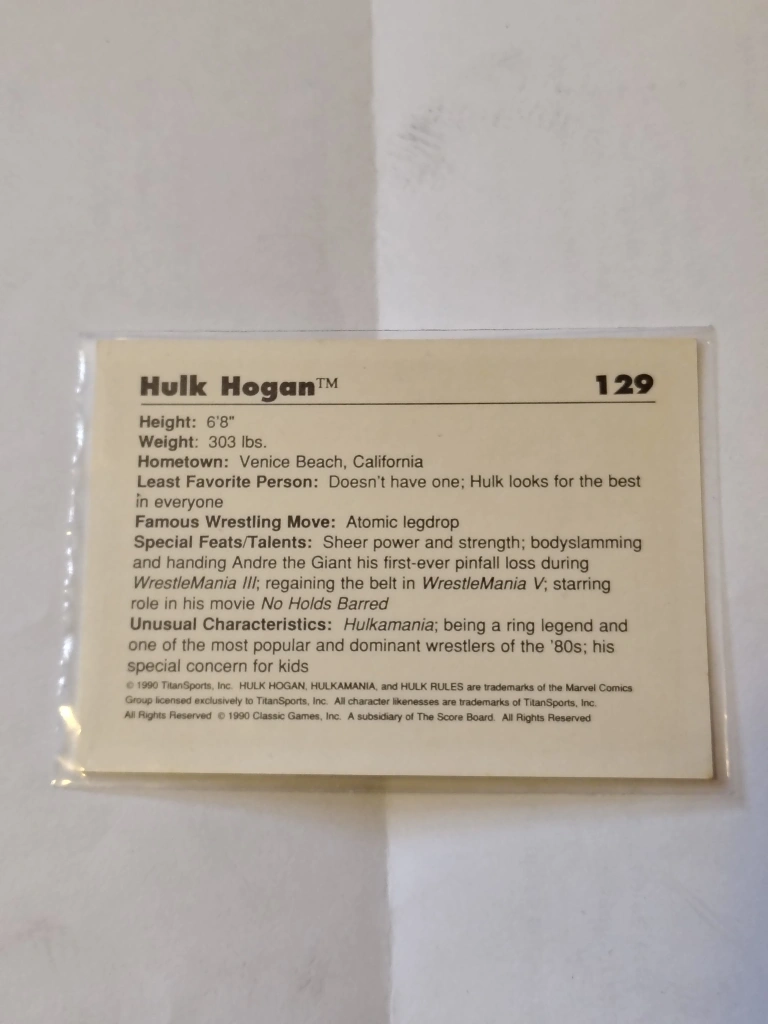 Hulk Hogan™ 129
Height: 6'8"
Weight: 303 lbs.
Hometown: Venice Beach, California
Least Favorite Person: Doesn't have one; Hulk looks for the best
in everyone
Famous Wrestling Move: Atomic legdrop
Special Feats/Talents: Sheer power and strength; bodyslamming
and handing Andre the Giant his first-ever pinfall loss during
WrestleMania III; regaining the belt in WrestleMania V; starring
role in his movie No Holds Barred
Unusual Characteristics: Hulkamania; being a ring legend and
one of the most popular and dominant wrestlers of the '80s; his
special concern for kids
© 1990 TitanSports, Inc. HULK HOGAN, HULKAMANIA, and HULK RULES are trademarks of the Marvel Comics
Group licensed exclusively to TitanSports, Inc. All character likenesses are trademarks of TitanSports, Inc.
All Rights Reserved © 1990 Classic Games, Inc. A subsidiary of The Score Board. All Rights Reserved